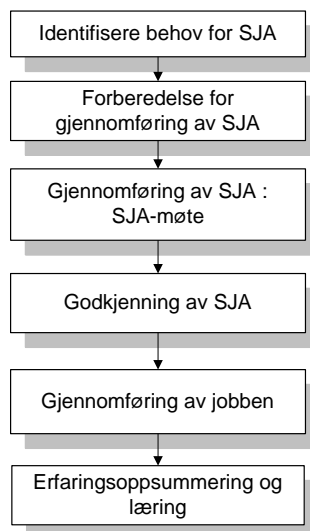 Identifisere behov for SJA
Forberedelse for
gjennomføring av SJA
Gjennomføring av SJA :
SJA-møte
Godkjenning av SJA
Gjennomføring av jobben
Erfaringsoppsummering og
læring